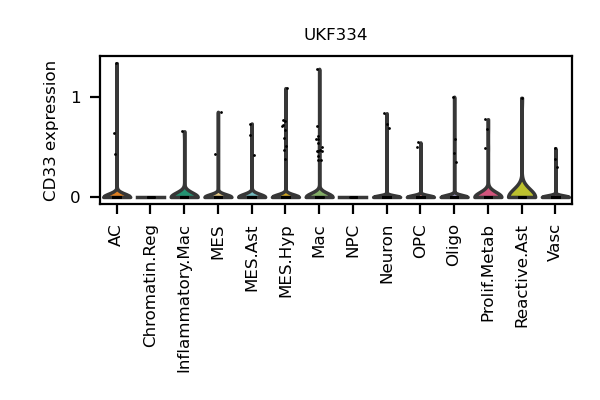 UKF334
CD33 expression
1
0
AC
Chromatin.Reg
Inflammatory.Mac
MES
MES.Ast
MES.Hyp
Mac
NPC
Neuron
OPC
Oligo
Prolif.Metab
Reactive.Ast
Vasc